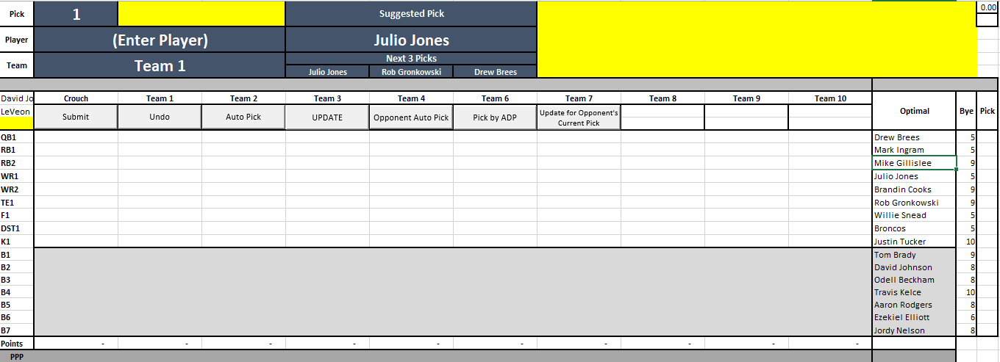 Pick 1 Suggested Pick 0.00
Player (Enter Player) Julio Jones
Team Team 1 Next 3 Picks
Julio Jones Rob Gronkowski Drew Brees
David Jo Crouch Team 1 Team 2 Team 3 Team 4 Team 6 Team 7 Team 8 Team 9 Team 10 Optimal Bye Pick
LeVeon Submit Undo Auto Pick UPDATE Opponent Auto Pick Pick by ADP Update for Opponent's
Current Pick
QB1 Drew Brees 5
RB1 Mark Ingram 5
RB2 Mike Gillislee 9
WR1 Julio Jones 5
WR2 Brandin Cooks 9
TE1 Rob Gronkowski 9
F1 Willie Snead 5
DST1 Broncos 5
K1 Justin Tucker 10
B1 Tom Brady 9
B2 David Johnson 8
B3 Odell Beckham 8
B4 Travis Kelce 10
B5 Aaron Rodgers 8
B6 Ezekiel Elliott 6
B7 Jordy Nelson 8
Points - - - - - - - - - -
PPP